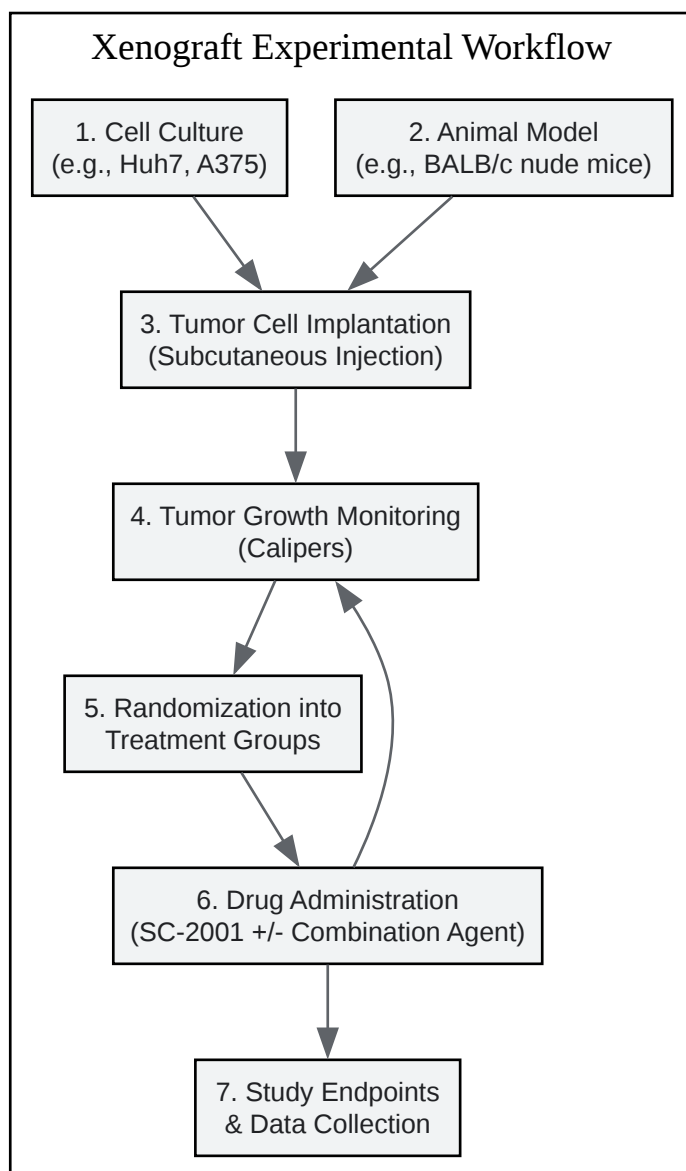 Xenograft Experimental Workflow
1. Cell Culture
(e.g., Huh7, A375)
2. Animal Model
(e.g., BALB/c nude mice)
3. Tumor Cell Implantation
(Subcutaneous Injection)
4. Tumor Growth Monitoring
(Calipers)
5. Randomization into
Treatment Groups
6. Drug Administration
(SC-2001 +/- Combination Agent)
7. Study Endpoints
& Data Collection